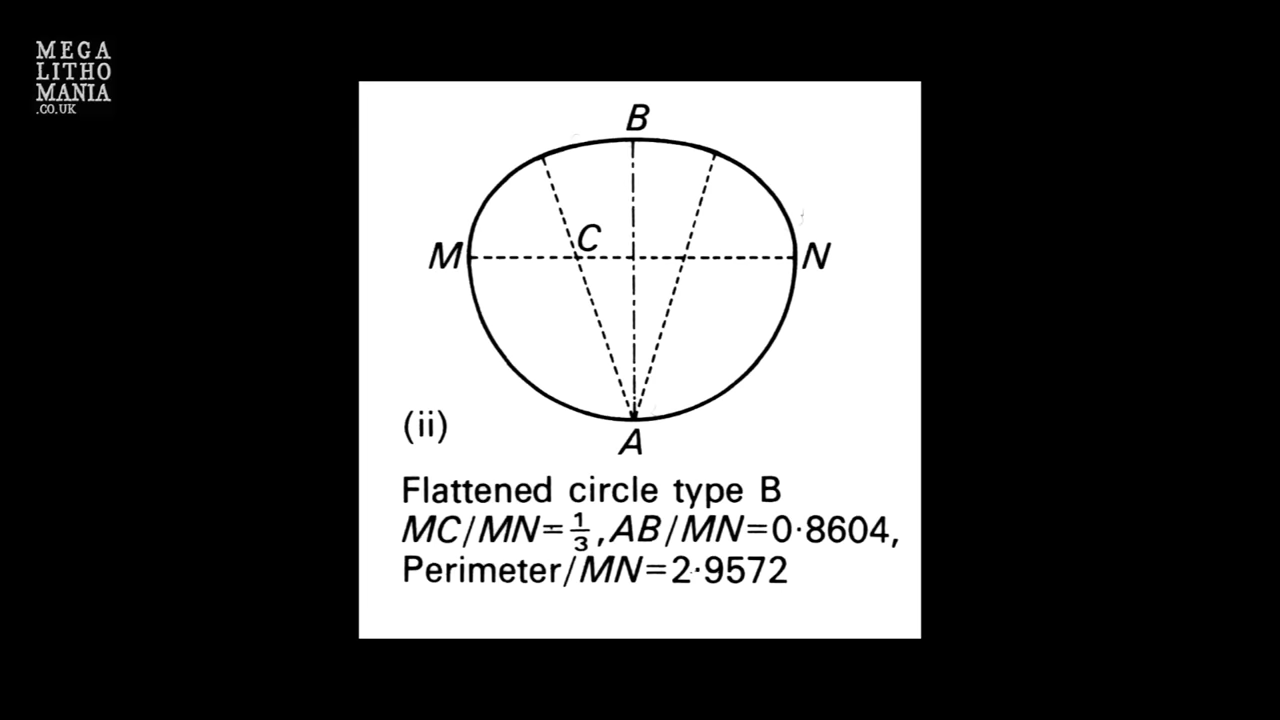 MEGA
LITHO
MANIA
.CO.UK
B
C
M
N
(ii)
A
Flattened circle type B
MC/MN=1/3, AB/MN=0·8604,
Perimeter/MN=2·9572